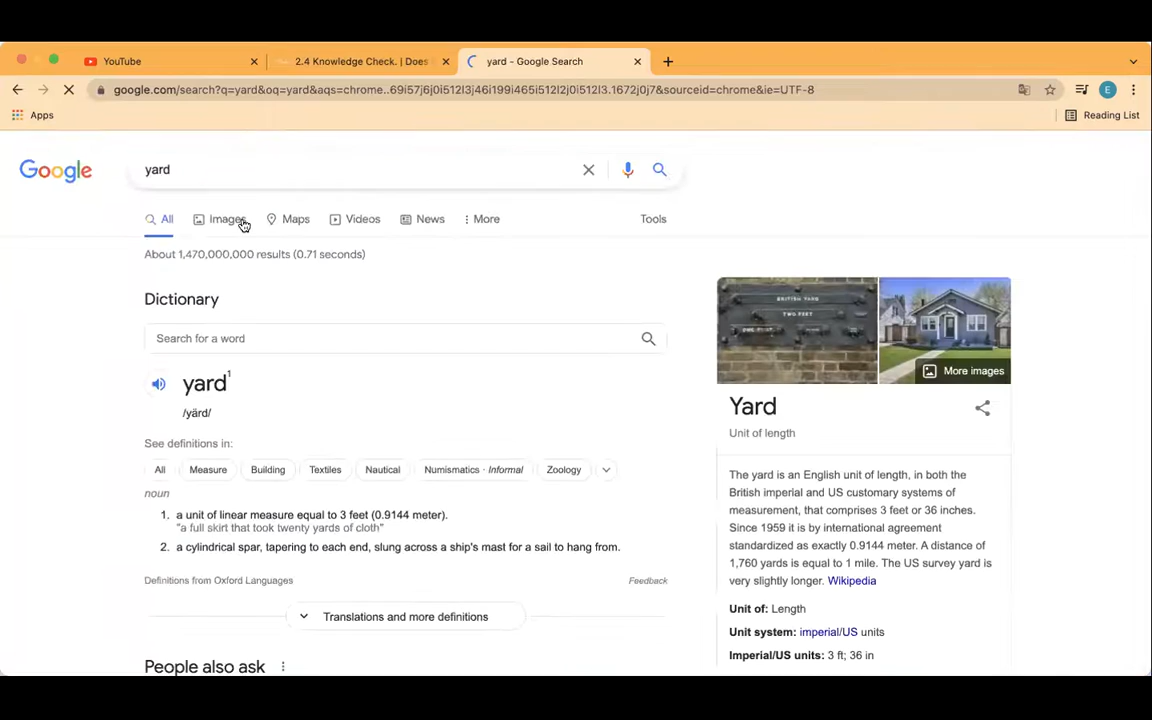 YouTube
2.4 Knowledge Check. | Does
yard - Google Search
google.com/search?q=yard&oq=yard&aqs=chrome..69i57j6j0i512l3j46i199i465i512l2j0i512l3.1672j0j7&sourceid=chrome&ie=UTF-8
E
Apps
Reading List
Google
yard
All
Images
Maps
Videos
News
More
Tools
About 1,470,000,000 results (0.71 seconds)
Dictionary
Search for a word
yard1
/yärd/
See definitions in:
All
Measure
Building
Textiles
Nautical
Numismatics · Informal
Zoology
noun
1. a unit of linear measure equal to 3 feet (0.9144 meter).
"a full skirt that took twenty yards of cloth"
2. a cylindrical spar, tapering to each end, slung across a ship's mast for a sail to hang from.
Definitions from Oxford Languages
Feedback
Translations and more definitions
People also ask
BRITISH YARD
TWO FEET
More images
Yard
Unit of length
The yard is an English unit of length, in both the
British imperial and US customary systems of
measurement, that comprises 3 feet or 36 inches.
Since 1959 it is by international agreement
standardized as exactly 0.9144 meter. A distance of
1,760 yards is equal to 1 mile. The US survey yard is
very slightly longer. Wikipedia
Unit of: Length
Unit system: imperial/US units
Imperial/US units: 3 ft; 36 in